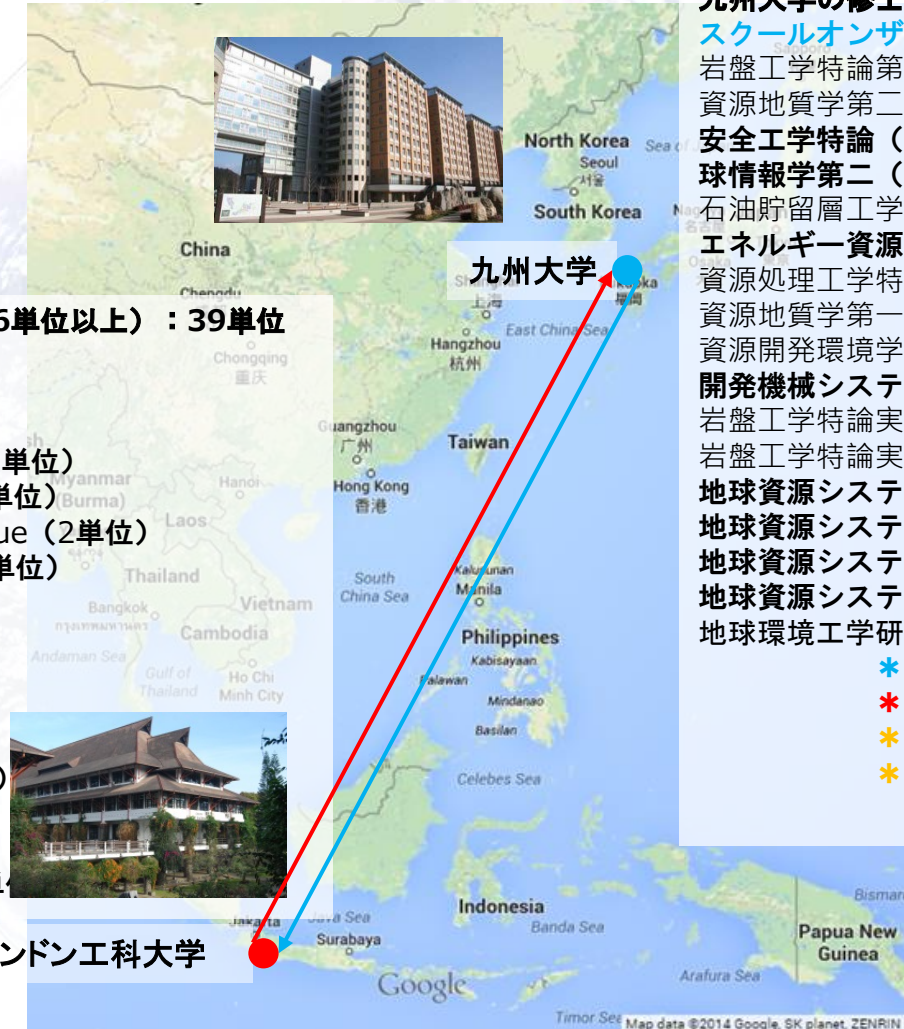 九州大学の修士
スクールオンザ
岩盤工学特論第
資源地質学第二
安全工学特論（
球情報学第二（
石油貯留層工学
エネルギー資源
資源処理工学特
資源地質学第一
資源開発環境学
開発機械システ
岩盤工学特論実
岩盤工学特論実
地球資源システ
地球資源システ
地球資源システ
地球資源システ
地球環境工学研
*
*
*
*
North Korea
Seoul
서울
South Korea
China
Chengdu
九州大学
福岡
上海
East China Sea
Hangzhou
杭州
6単位以上）：39単位
Chongqing
重庆
Guangzhou
广州
Taiwan
単位）
Myanmar
(Burma)
Hanoi
単位）
Hong Kong
香港
Laos
ue（2単位）
単位）
Thailand
South
China Sea
Manila
Vietnam
Bangkok
กรุงเทพมหานคร
Cambodia
Philippines
Kabisayaan
Andaman Sea
Gulf of
Thailand
Ho Chi
Minh City
Palawan
Mindanao
Basilan
Celebes Sea
）
Indonesia
Banda Sea
Jakarta
Java Sea
Surabaya
ンドン工科大学
Papua New
Guinea
Google
Arafura Sea
Timor Sea
Map data ©2014 Google, SK planet, ZENRIN